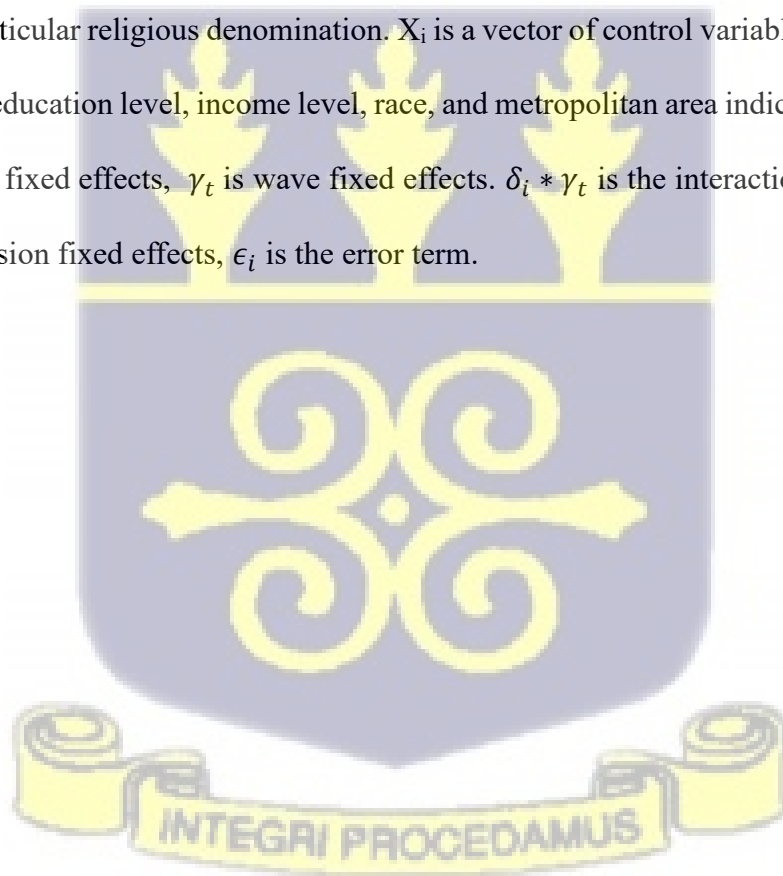 ticular religious denomination. Xᵢ is a vector of control variabl
education level, income level, race, and metropolitan area indic
fixed effects, 𝛾ₜ is wave fixed effects. 𝛿ᵢ ∗ 𝛾ₜ is the interacti
sion fixed effects, 𝜖ᵢ is the error term.
INTEGRI PROCEDAMUS